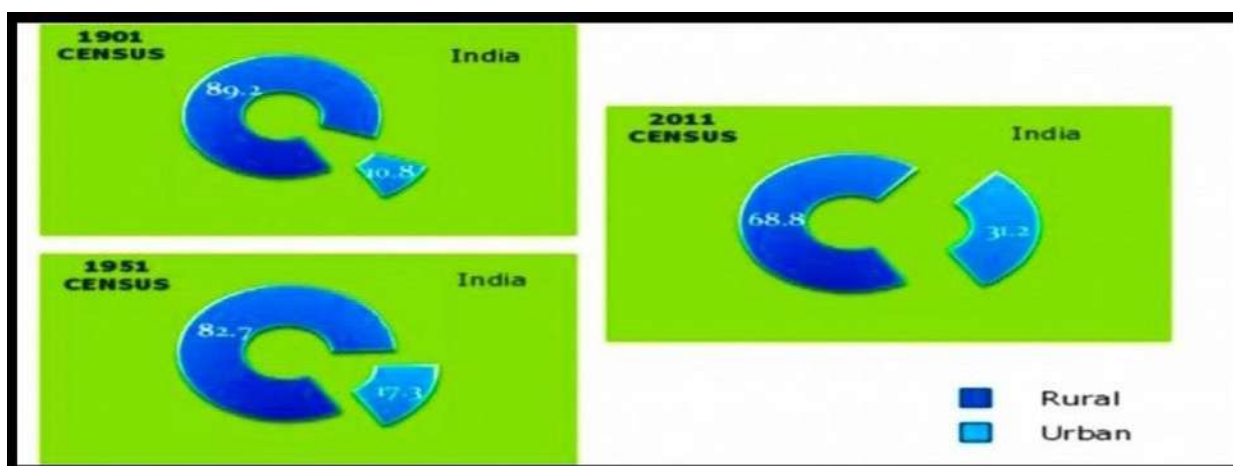 1901
CENSUS
India
89.2
10.8
1951
CENSUS
India
82.7
17.3
2011
CENSUS
India
68.8
31.2
Rural
Urban